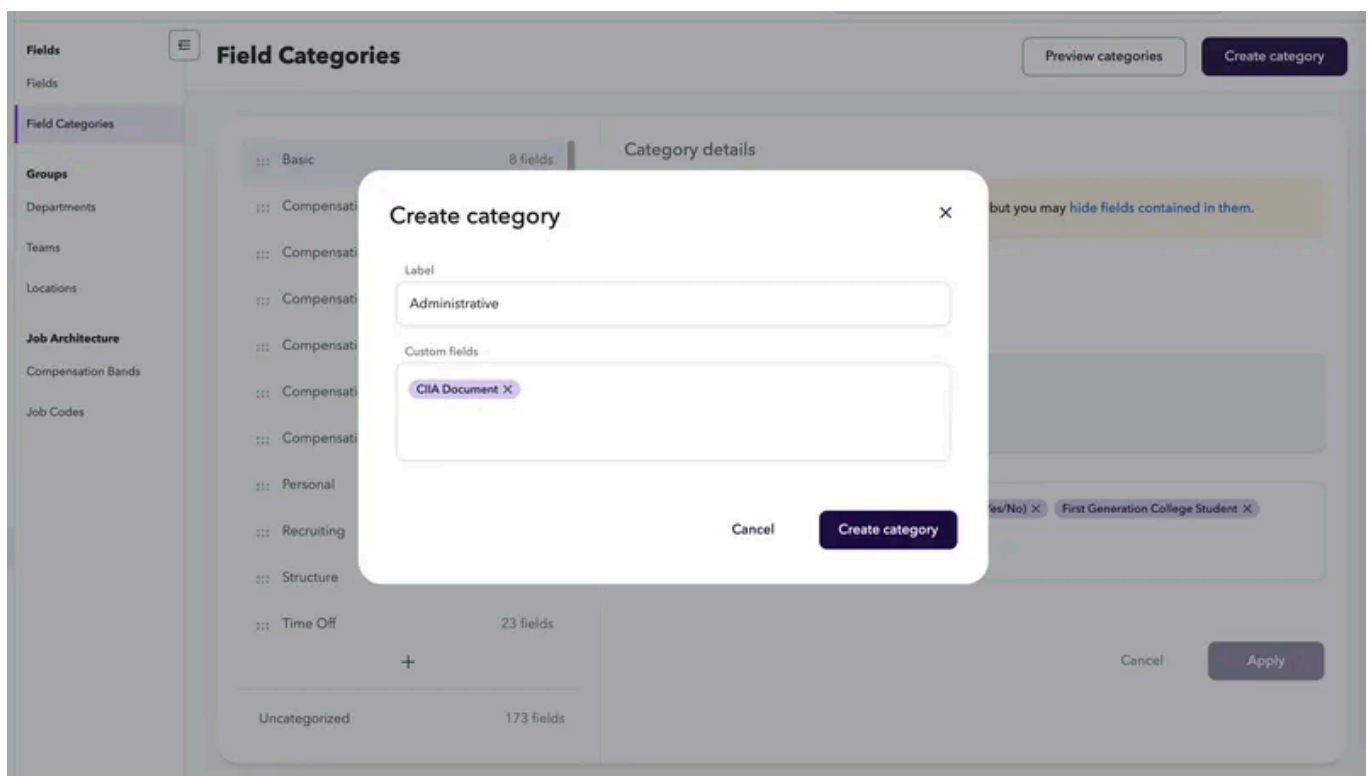 Fields
Fields
Field Categories
Groups
Departments
Teams
Locations
Job Architecture
Compensation Bands
Job Codes
Field Categories
Preview categories
Create category
Basic 8 fields
Compensati
Compensati
Compensati
Compensati
Compensati
Compensati
Personal
Recruiting
Structure
Time Off 23 fields
+
Uncategorized 173 fields
Category details
but you may hide fields contained in them.
es/No) × First Generation College Student ×
Cancel Apply
Create category ×
Label
Administrative
Custom fields
CIIA Document ×
Cancel Create category